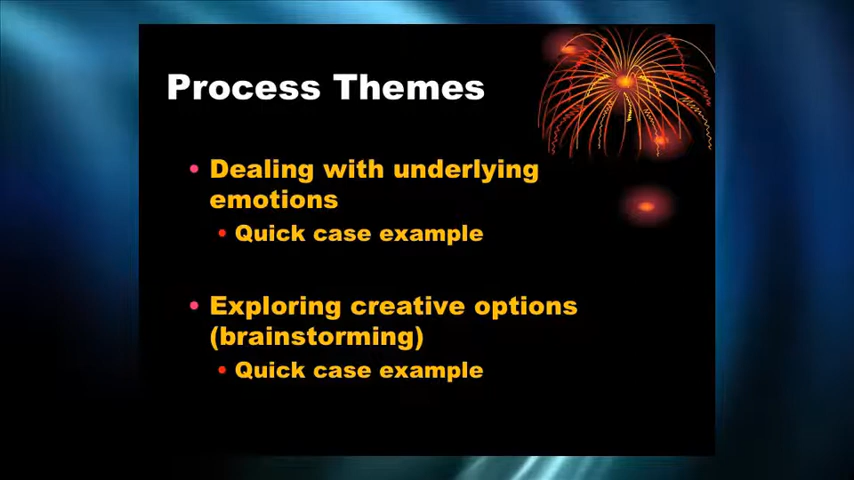 Process Themes
• Dealing with underlying
emotions
• Quick case example
• Exploring creative options
(brainstorming)
• Quick case example